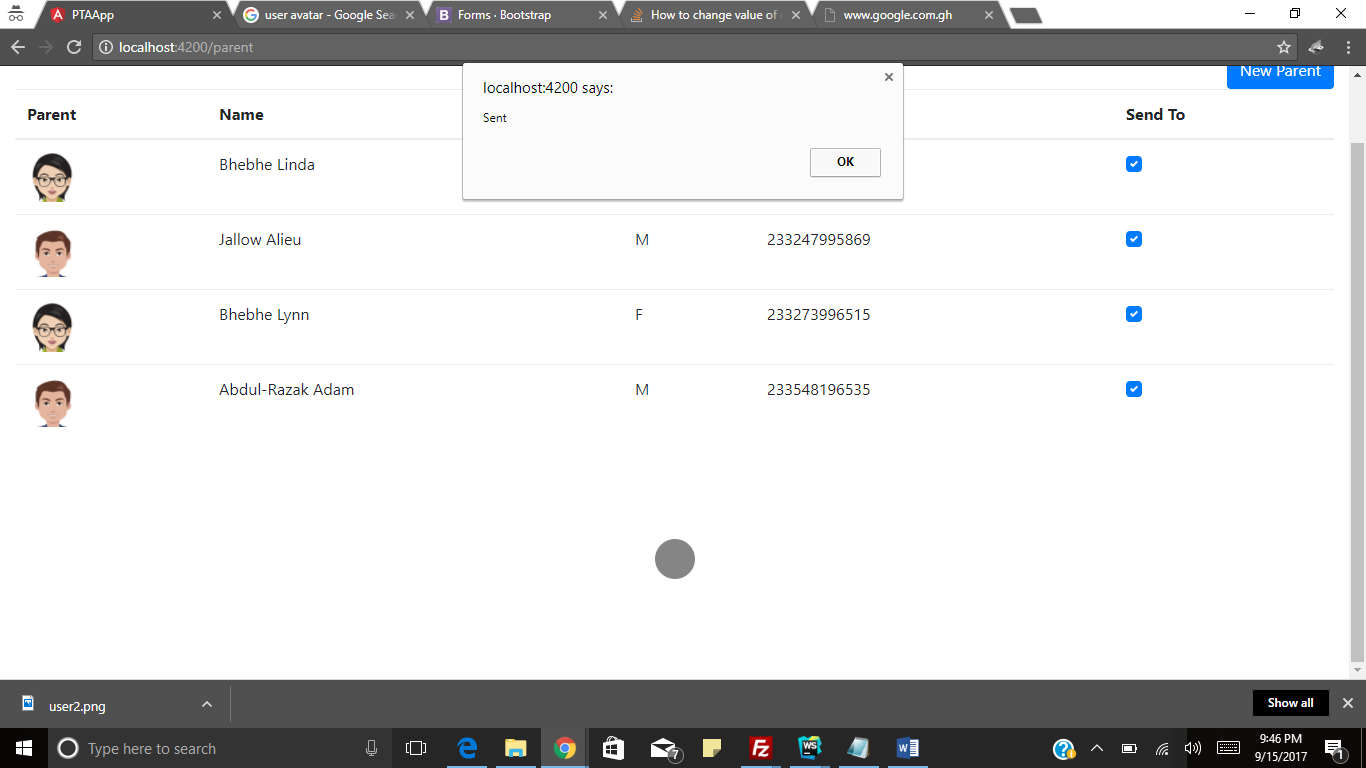 PTAApp
user avatar - Google Sea
Forms · Bootstrap
How to change value of
www.google.com.gh
localhost:4200/parent
New Parent
localhost:4200 says:
Sent
OK
Parent Name Send To
Bhebhe Linda
Jallow Alieu M 233247995869
Bhebhe Lynn F 233273996515
Abdul-Razak Adam M 233548196535
user2.png
Show all
Type here to search
7
FZ
WS
W
9:46 PM
9/15/2017
1